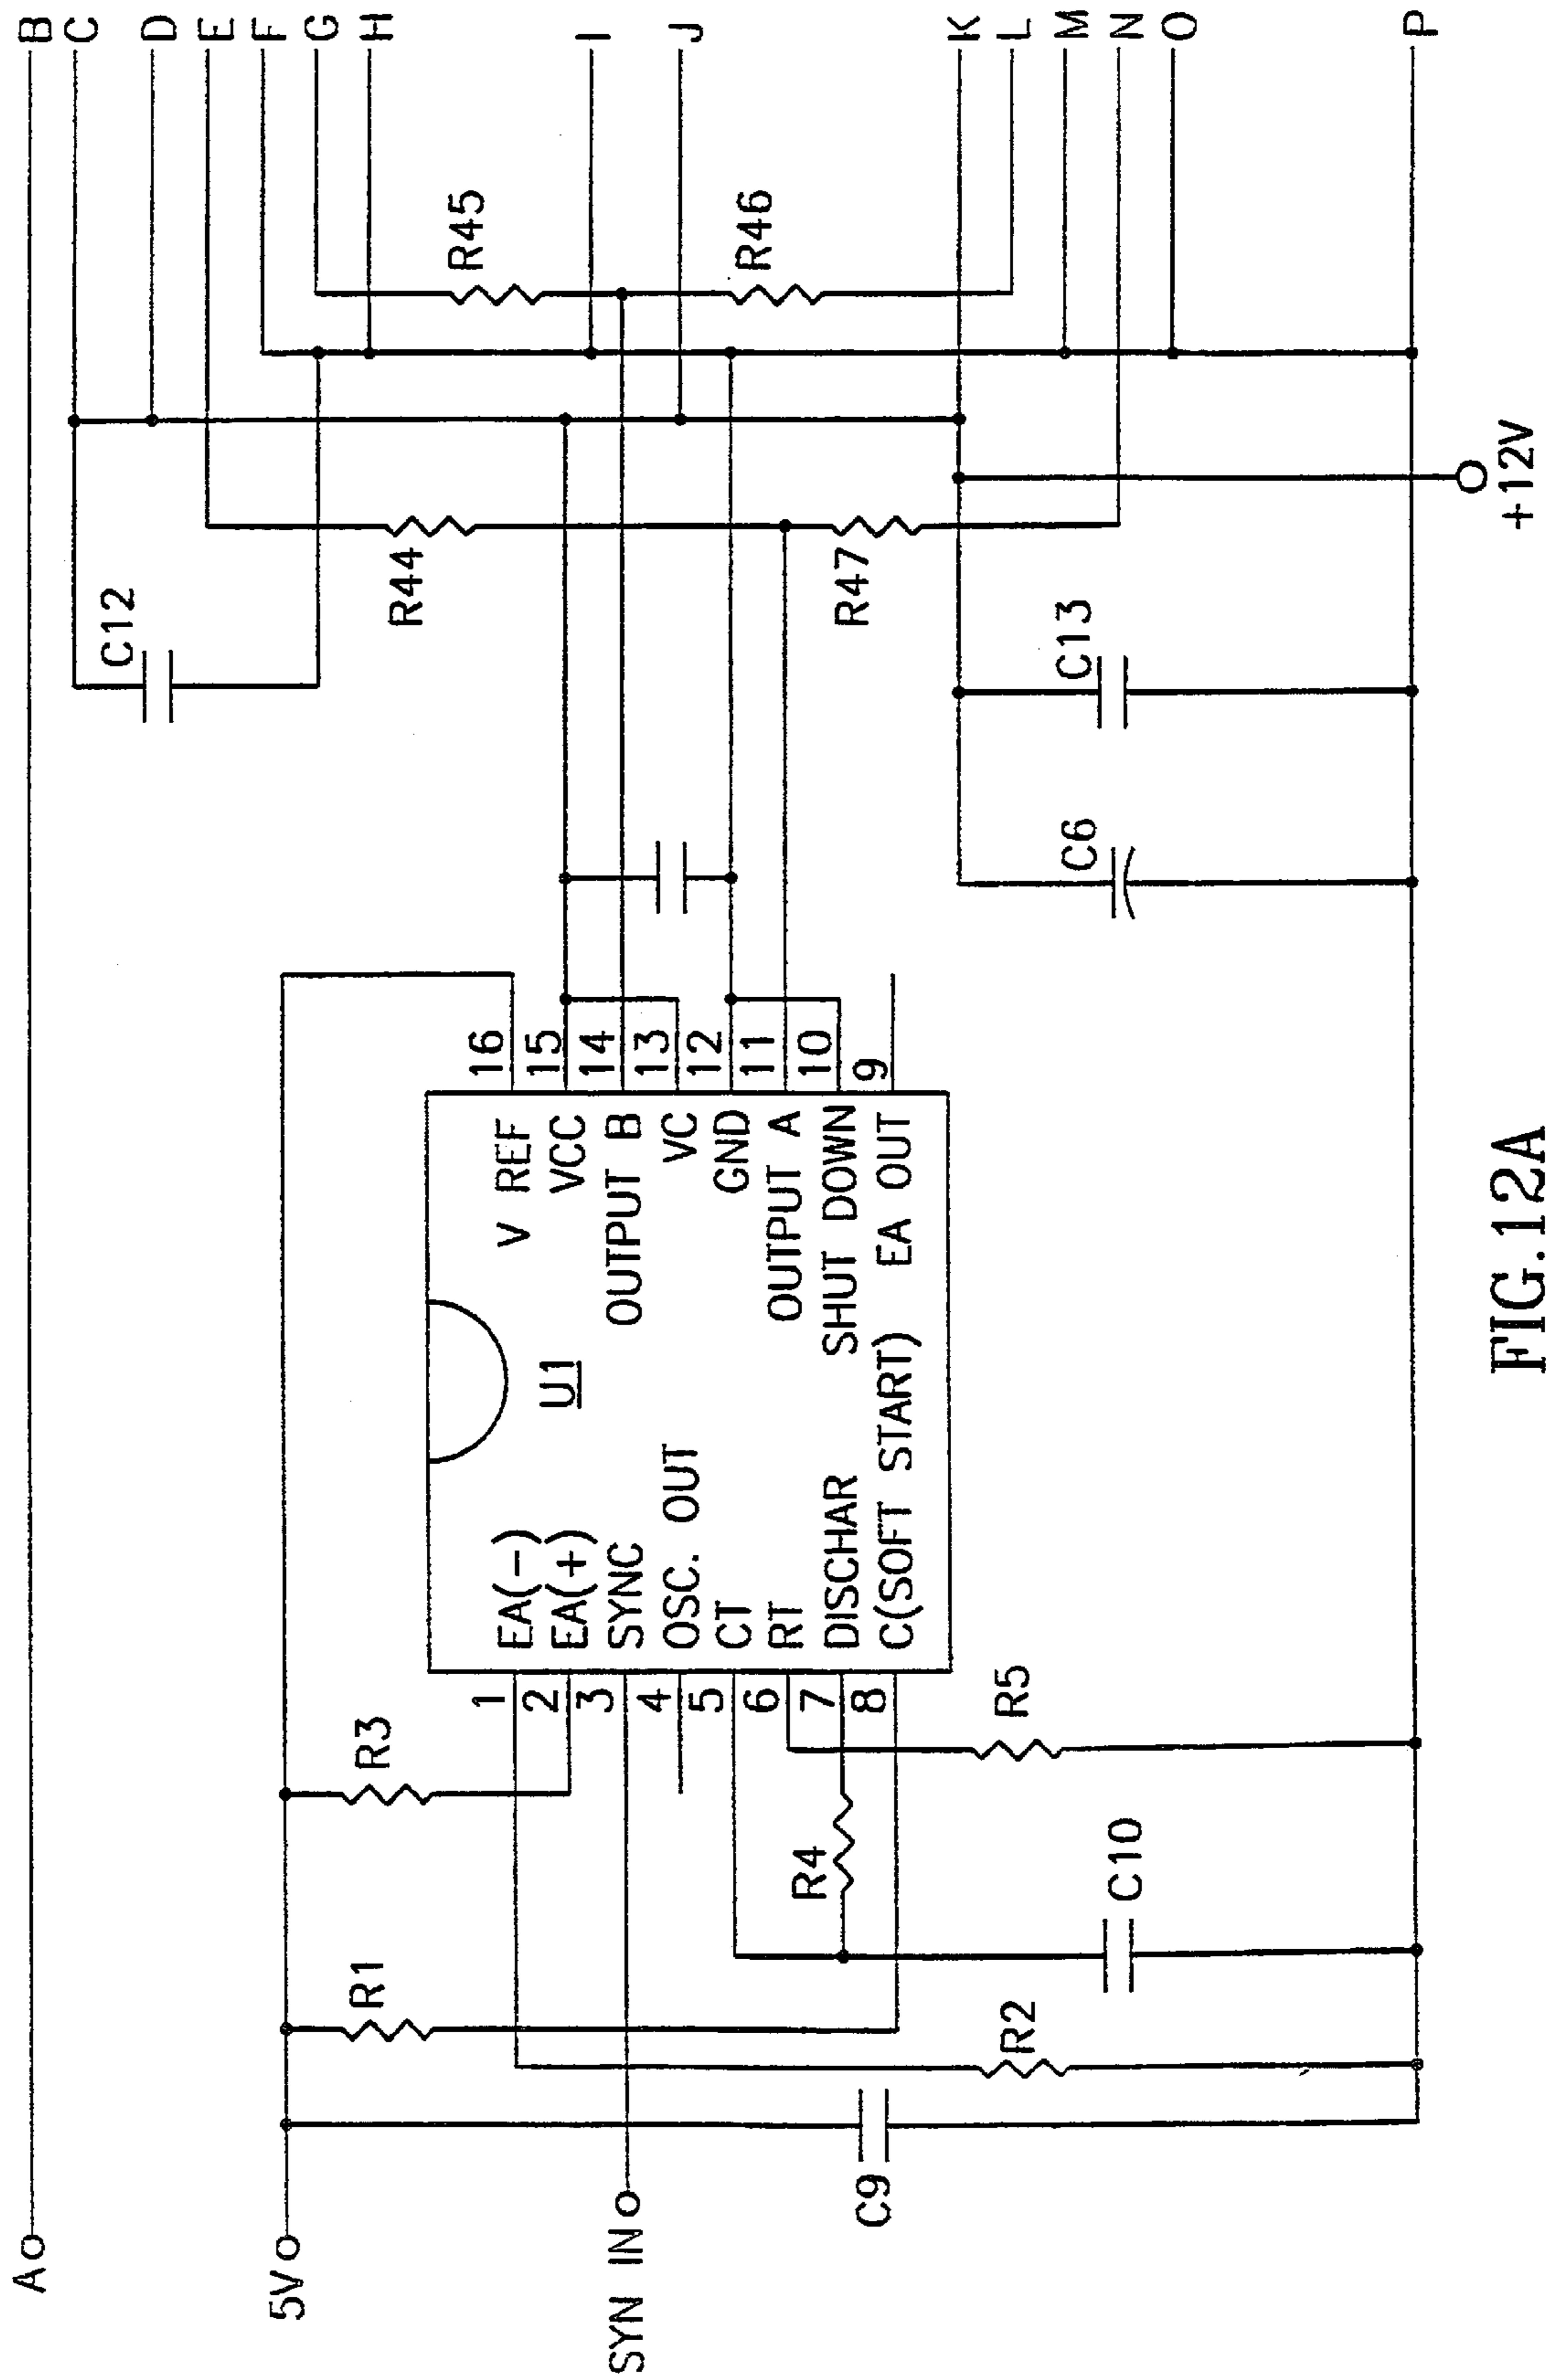 A
B
C
D
E
F
G
H
I
J
K
L
M
N
O
P
5V
SYN IN
+12V
C12
R45
R46
R44
R47
C13
C6
R3
R1
R4
R5
C10
R2
C9
U1
1 EA(-)
2 EA(+)
3 SYNC
4 OSC. OUT
5 CT
6 RT
7 DISCHAR
8 C(SOFT START)
V REF 16
VCC 15
OUTPUT B 14
VC 13
GND 12
OUTPUT A 11
SHUT DOWN 10
EA OUT 9
FIG.12A